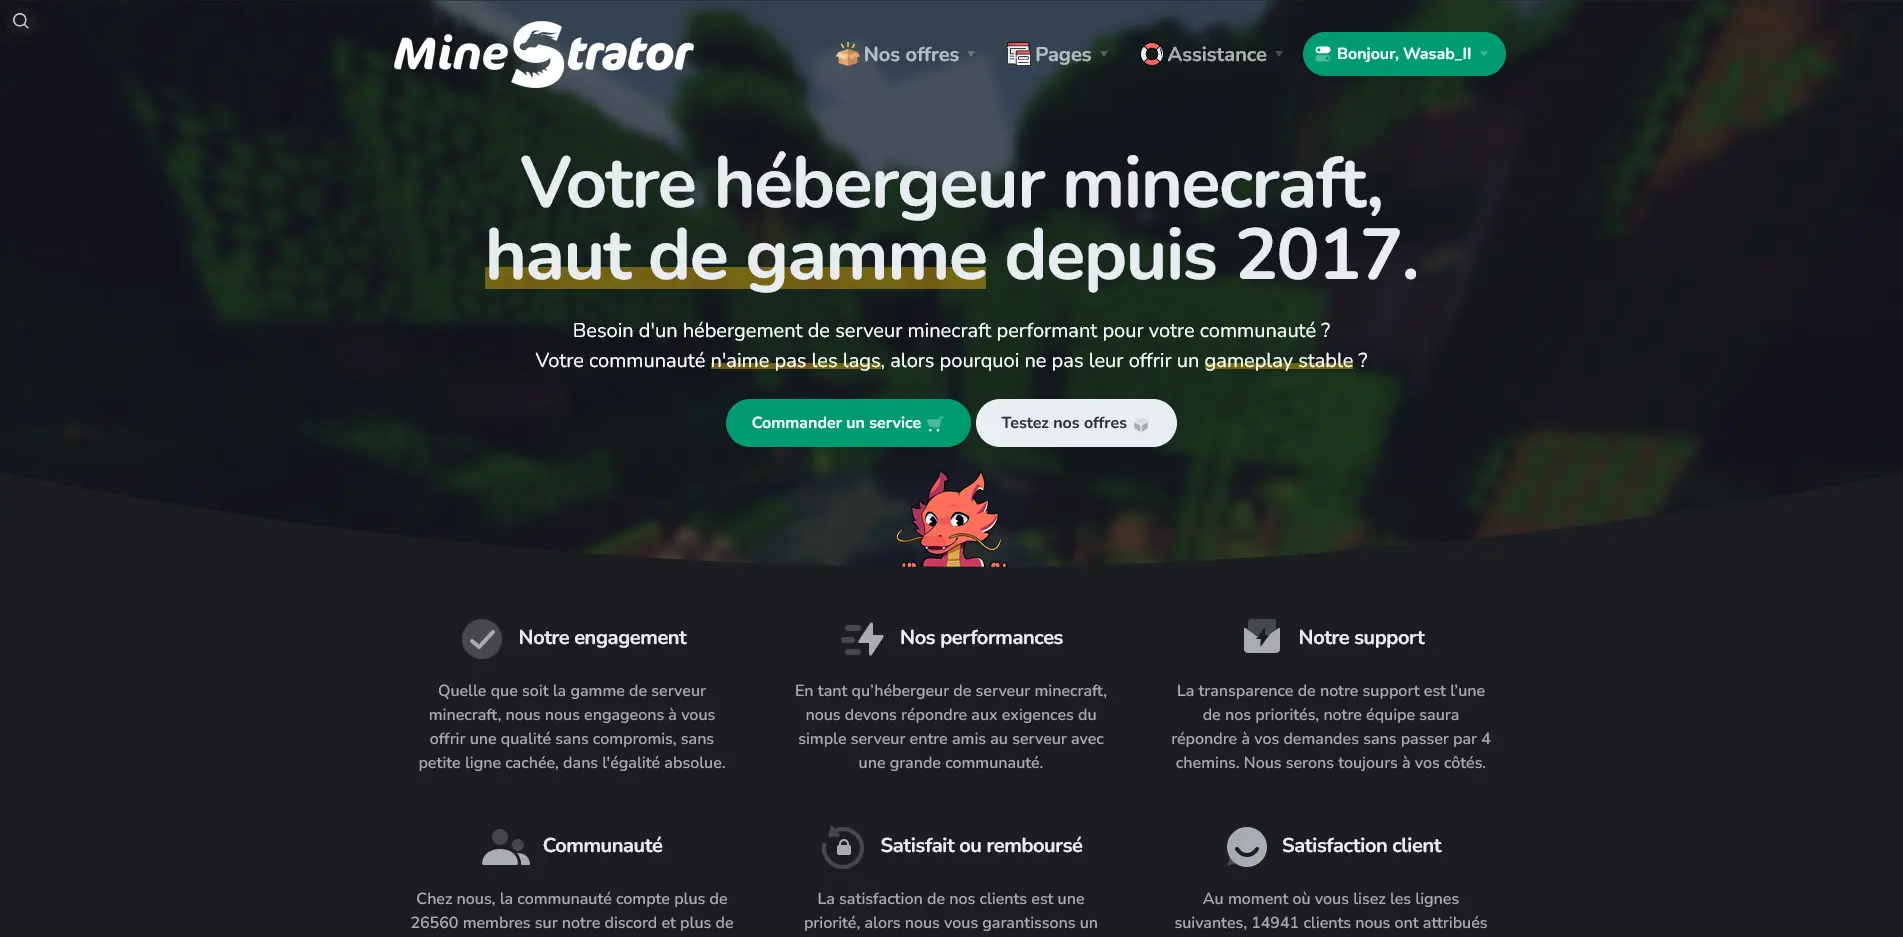 MineStrator
Nos offres
Pages
Assistance
Bonjour, Wasab_II
Votre hébergeur minecraft,
haut de gamme depuis 2017.
Besoin d'un hébergement de serveur minecraft performant pour votre communauté ?
Votre communauté n'aime pas les lags, alors pourquoi ne pas leur offrir un gameplay stable ?
Commander un service
Testez nos offres
Notre engagement
Quelle que soit la gamme de serveur
minecraft, nous nous engageons à vous
offrir une qualité sans compromis, sans
petite ligne cachée, dans l'égalité absolue.
Nos performances
En tant qu’hébergeur de serveur minecraft,
nous devons répondre aux exigences du
simple serveur entre amis au serveur avec
une grande communauté.
Notre support
La transparence de notre support est l’une
de nos priorités, notre équipe saura
répondre à vos demandes sans passer par 4
chemins. Nous serons toujours à vos côtés.
Communauté
Chez nous, la communauté compte plus de
26560 membres sur notre discord et plus de
Satisfait ou remboursé
La satisfaction de nos clients est une
priorité, alors nous vous garantissons un
Satisfaction client
Au moment où vous lisez les lignes
suivantes, 14941 clients nous ont attribués